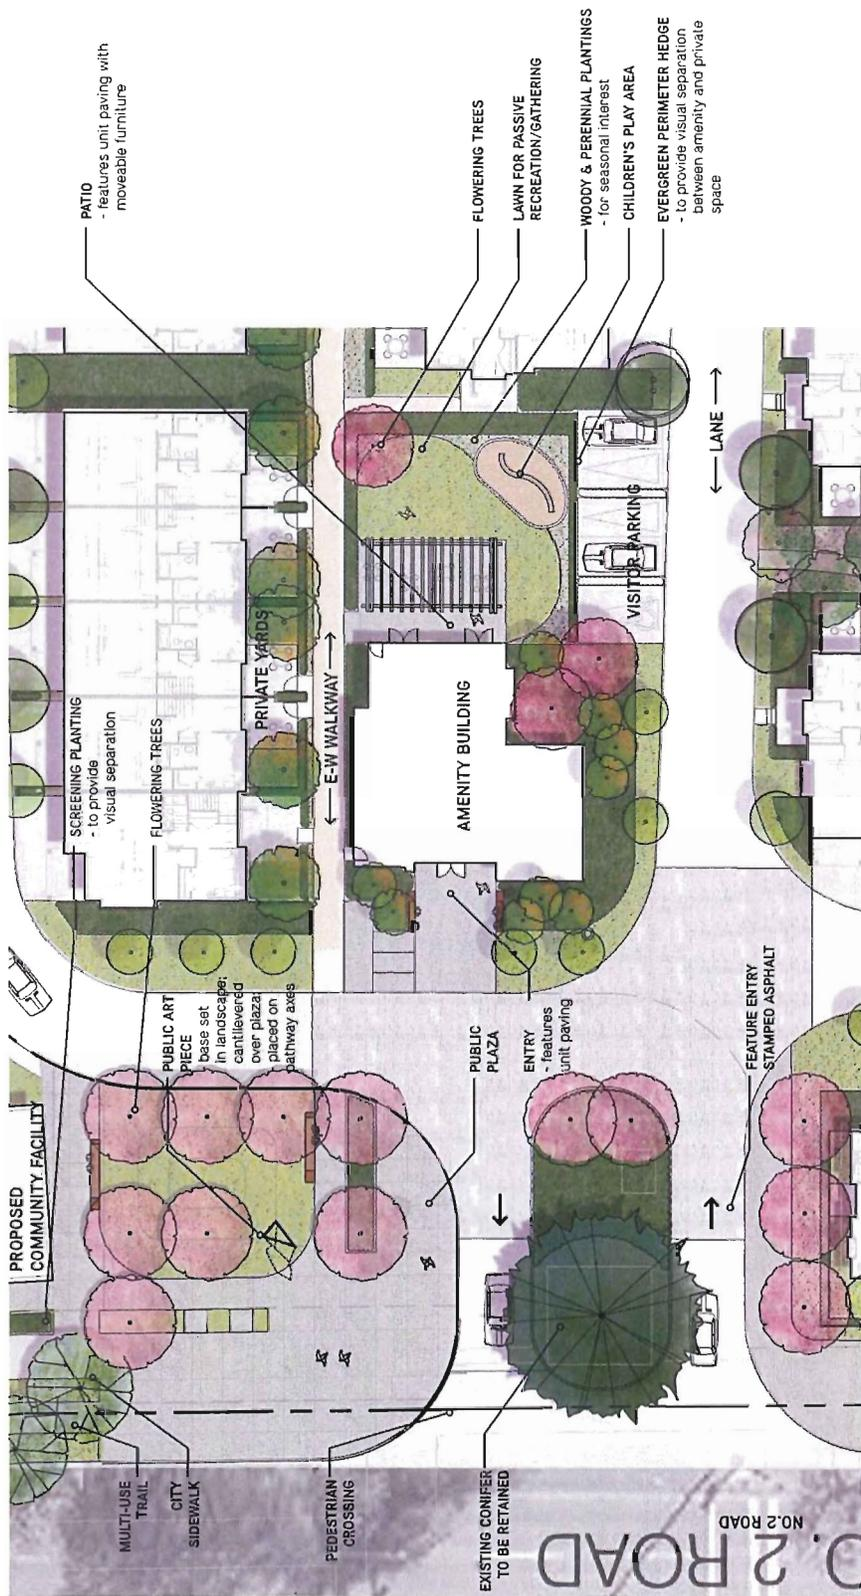 PATIO
- features unit paving with
moveable furniture
FLOWERING TREES
LAWN FOR PASSIVE
RECREATION/GATHERING
WOODY & PERENNIAL PLANTINGS
- for seasonal interest
CHILDREN'S PLAY AREA
EVERGREEN PERIMETER HEDGE
- to provide visual separation
between amenity and private
space
SCREENING PLANTING
- to provide
visual separation
FLOWERING TREES
PRIVATE YARDS
E-W WALKWAY
AMENITY BUILDING
VISITOR PARKING
LANE
PROPOSED
COMMUNITY FACILITY
PUBLIC ART
PIECE
base set
in landscape;
cantilevered
over plaza;
placed on
pathway axes
PUBLIC
PLAZA
ENTRY
- features
unit paving
FEATURE ENTRY
STAMPED ASPHALT
MULTI-USE
TRAIL
CITY
SIDEWALK
PEDESTRIAN
CROSSING
EXISTING CONIFER
TO BE RETAINED
O. 2 ROAD
NO.2 ROAD